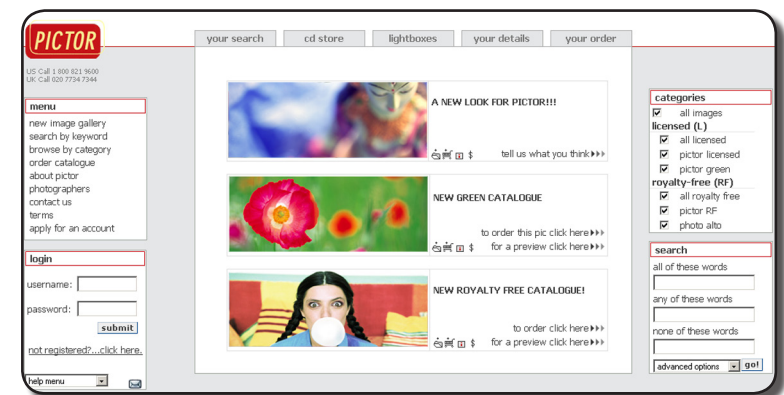 PICTOR
your search
cd store
lightboxes
your details
your order
US Call 1 800 821 9600
UK Call 020 7734 7344
menu
new image gallery
search by keyword
browse by category
order catalogue
about pictor
photographers
contact us
terms
apply for an account
login
username:
password:
submit
not registered?...click here.
help menu
A NEW LOOK FOR PICTOR!!!
$ tell us what you think
NEW GREEN CATALOGUE
to order this pic click here
$ for a preview click here
NEW ROYALTY FREE CATALOGUE!
to order click here
$ for a preview click here
categories
all images
licensed (L)
all licensed
pictor licensed
pictor green
royalty-free (RF)
all royalty free
pictor RF
photo alto
search
all of these words
any of these words
none of these words
advanced options go!